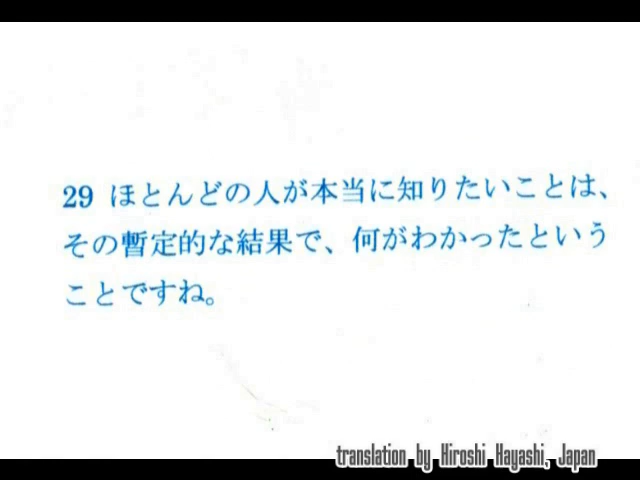 29 ほとんどの人が本当に知りたいことは、
その暫定的な結果で、何がわかったという
ことですね。
translation by Hiroshi Hayashi, Japan